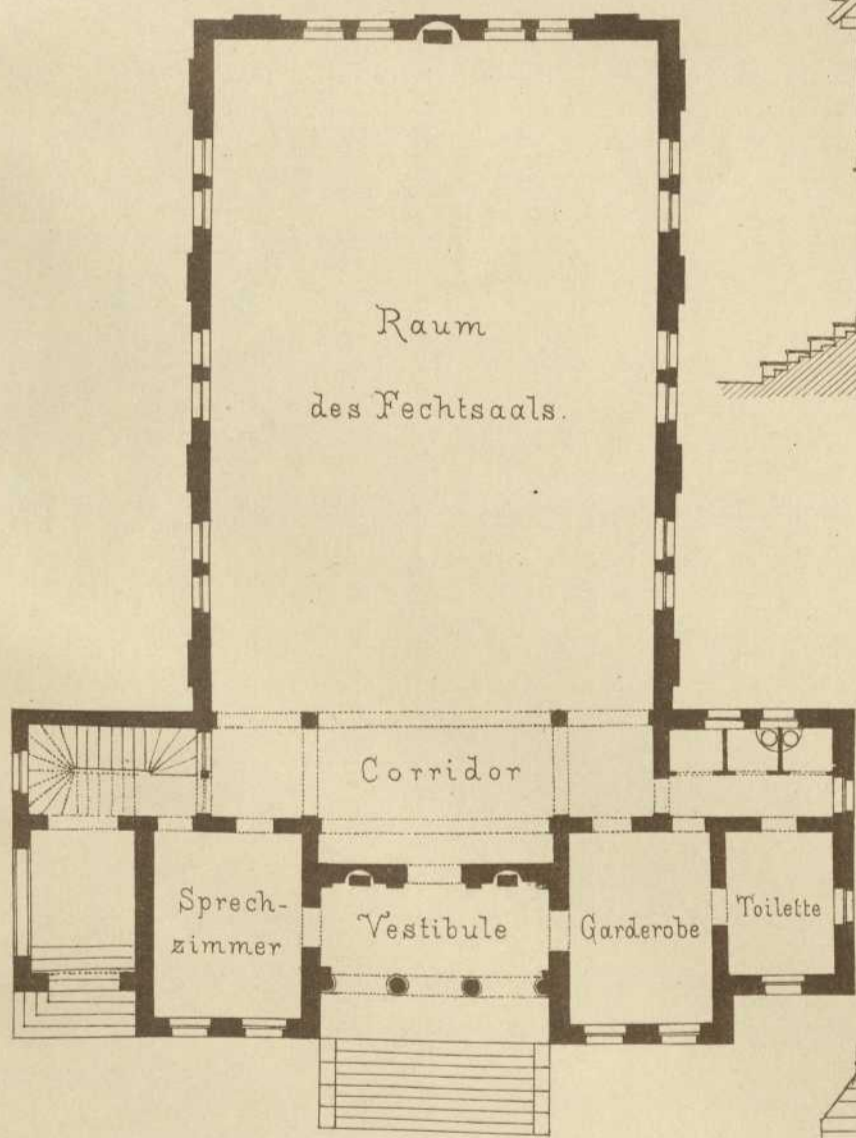 Raum
des Fechtsaals.
Corridor
Sprech-
zimmer
Vestibule
Garderobe
Toilette